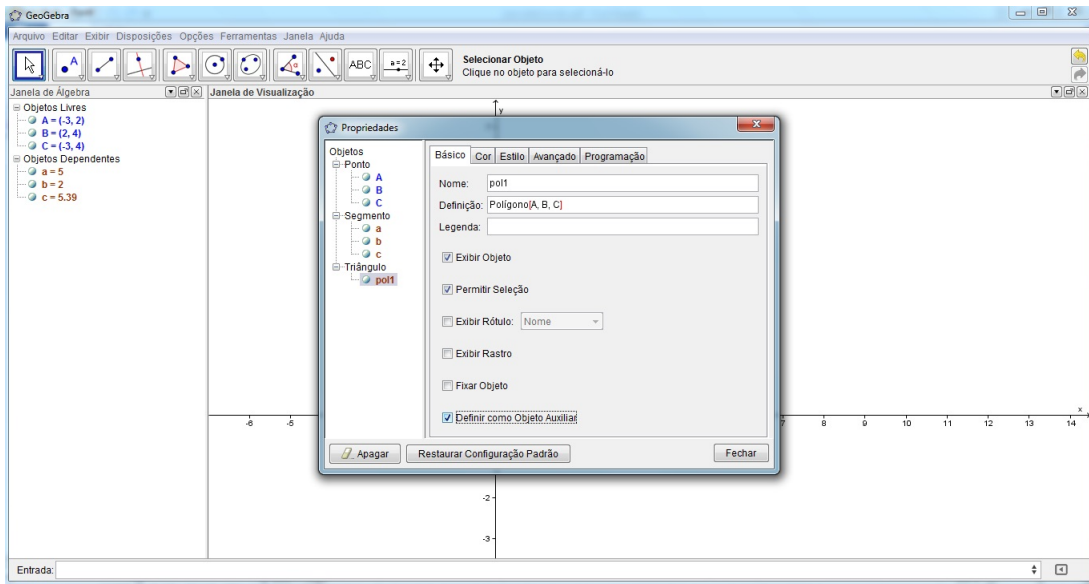 GeoGebra
Arquivo Editar Exibir Disposições Opções Ferramentas Janela Ajuda
A
ABC
a=2
Selecionar Objeto
Clique no objeto para selecioná-lo
Janela de Álgebra
Objetos Livres
A = (-3, 2)
B = (2, 4)
C = (-3, 4)
Objetos Dependentes
a = 5
b = 2
c = 5.39
Janela de Visualização
y
Propriedades
Objetos
Ponto
A
B
C
Segmento
a
b
c
Triângulo
pol1
Básico Cor Estilo Avançado Programação
Nome: pol1
Definição: Polígono[A, B, C]
Legenda:
Exibir Objeto
Permitir Seleção
Exibir Rótulo: Nome
Exibir Rastro
Fixar Objeto
Definir como Objeto Auxiliar
Apagar Restaurar Configuração Padrão Fechar
x
-6 -5 7 8 9 10 11 12 13 14
-2
-3
Entrada: